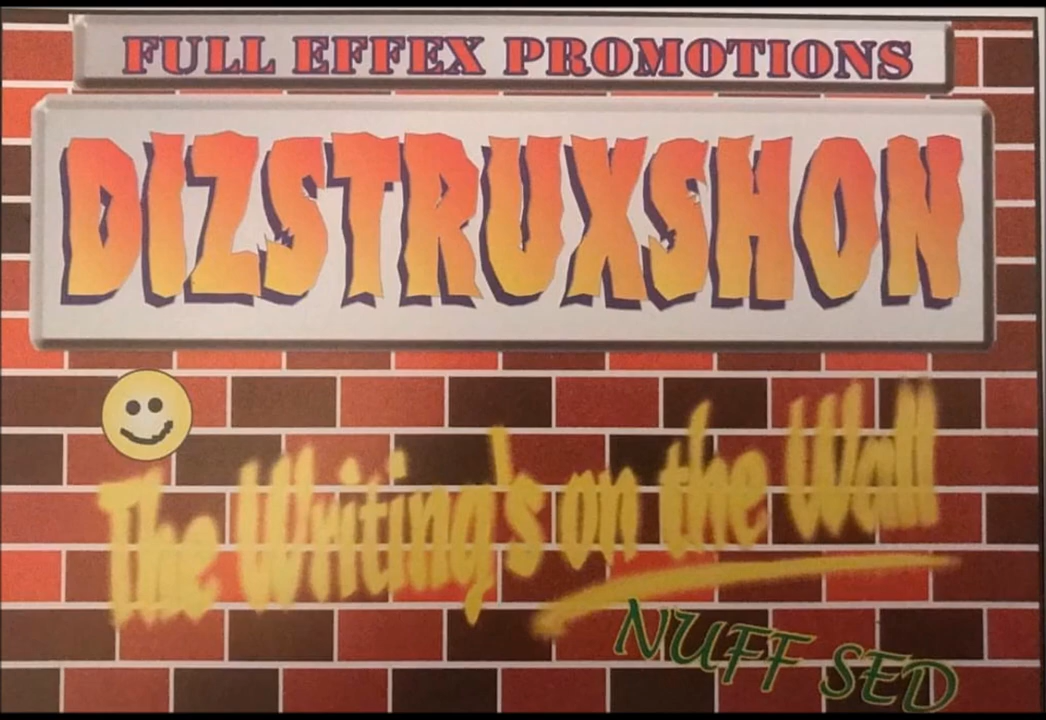 FULL EFFEX PROMOTIONS
DIZSTRUXSHON
The Writing's on the Wall
NUFF SED